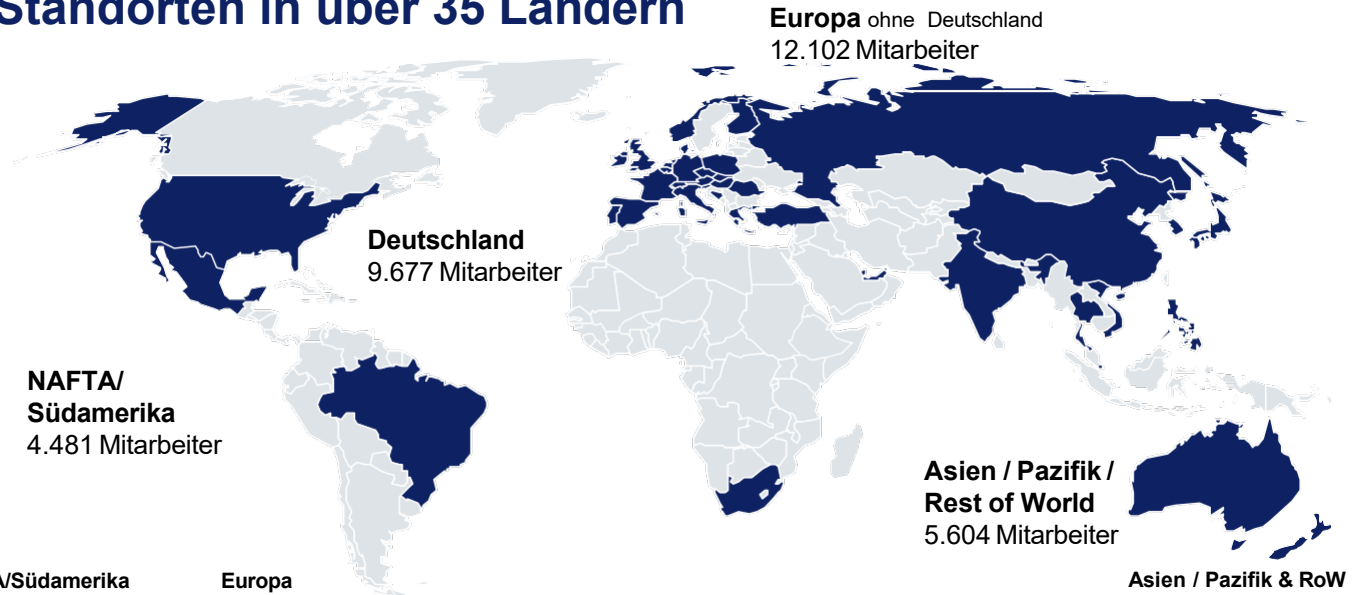 Standorten in über 35 Ländern
Europa ohne Deutschland
12.102 Mitarbeiter
Deutschland
9.677 Mitarbeiter
NAFTA/
Südamerika
4.481 Mitarbeiter
Asien / Pazifik /
Rest of World
5.604 Mitarbeiter
A/Südamerika
Europa
Asien / Pazifik & RoW